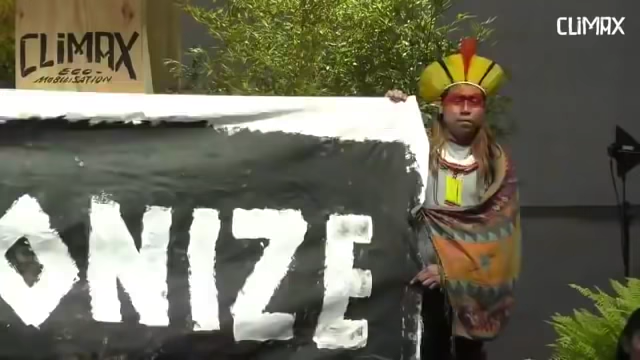 CLiMAX
ECO-
MOBILISATION
CLiMAX
ONIZE